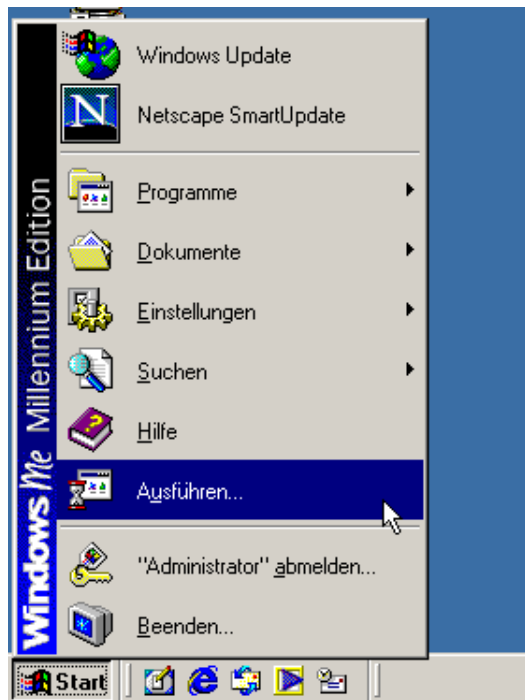 Windows Update
Netscape SmartUpdate
Programme
Dokumente
Einstellungen
Suchen
Hilfe
Ausführen...
"Administrator" abmelden...
Beenden...
Windows Me Millennium Edition
Start